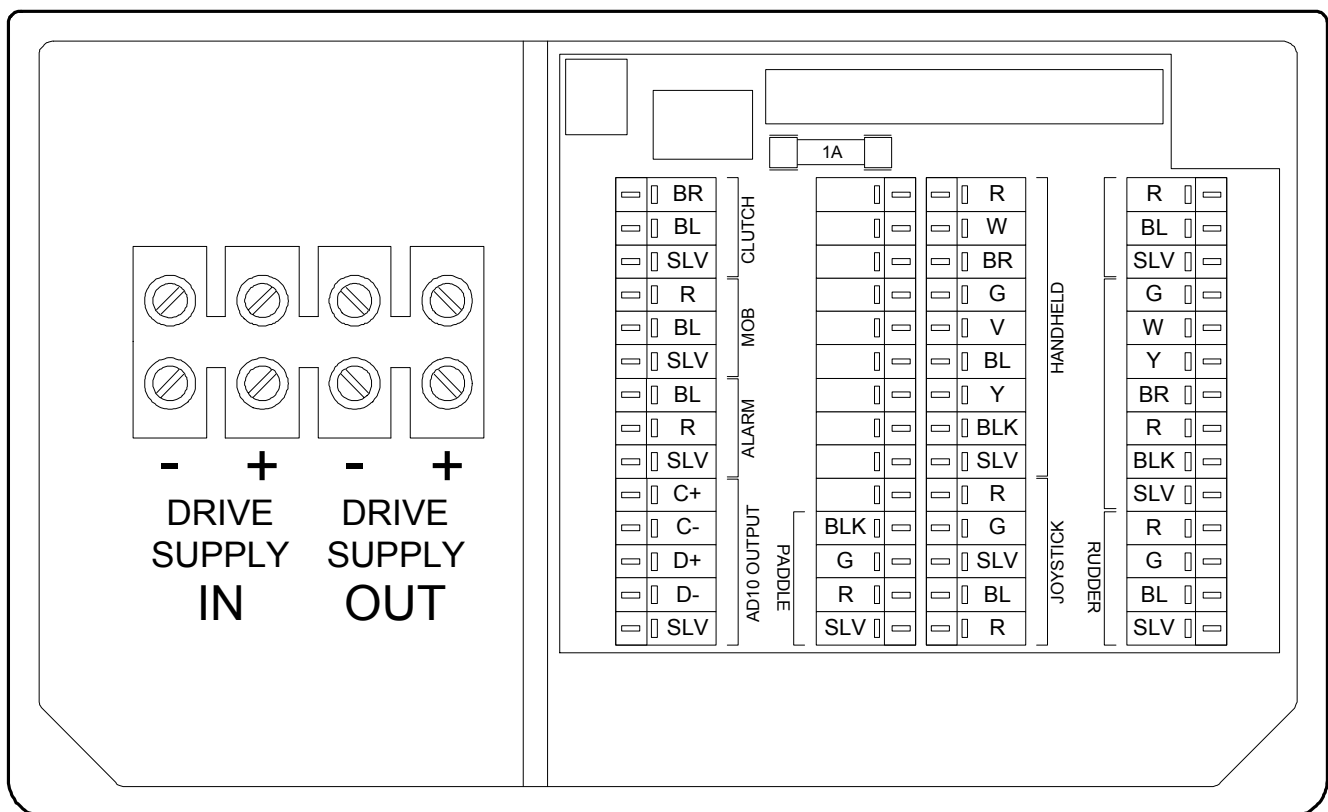 1A
BR
BL
SLV
CLUTCH
R
BL
SLV
MOB
BL
R
SLV
ALARM
C+
C-
D+
D-
SLV
AD10 OUTPUT
BLK
G
R
SLV
PADDLE
R
W
BR
G
V
BL
Y
BLK
SLV
HANDHELD
R
G
SLV
BL
R
JOYSTICK
R
BL
SLV
G
W
Y
BR
R
BLK
SLV
R
G
BL
SLV
RUDDER
- + - +
DRIVE DRIVE
SUPPLY SUPPLY
IN OUT